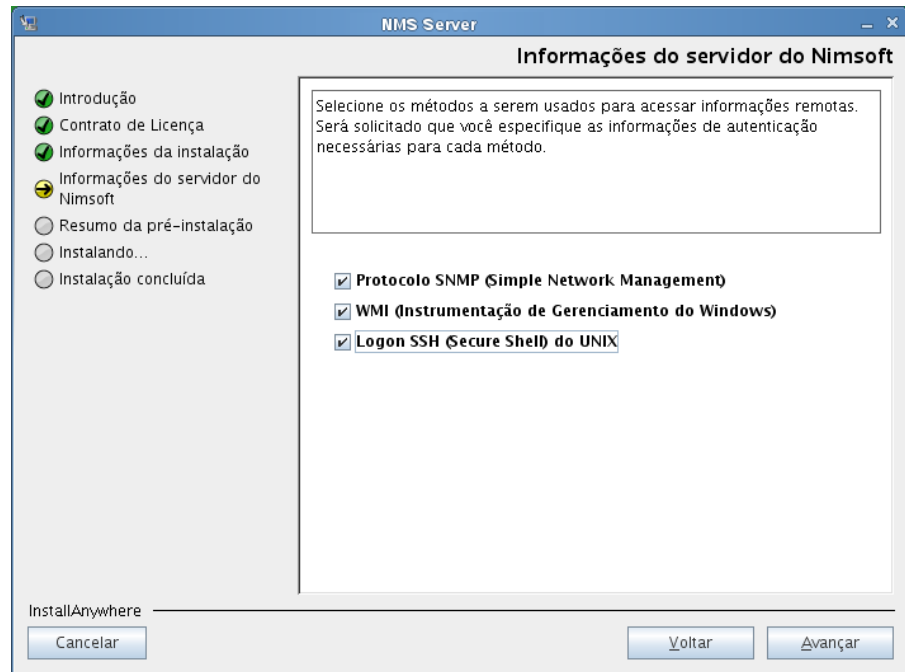 NMS Server
Informações do servidor do Nimsoft
Introdução
Contrato de Licença
Informações da instalação
Informações do servidor do
Nimsoft
Resumo da pré-instalação
Instalando...
Instalação concluída
Selecione os métodos a serem usados para acessar informações remotas.
Será solicitado que você especifique as informações de autenticação
necessárias para cada método.
Protocolo SNMP (Simple Network Management)
WMI (Instrumentação de Gerenciamento do Windows)
Logon SSH (Secure Shell) do UNIX
InstallAnywhere
Cancelar
Voltar
Avançar